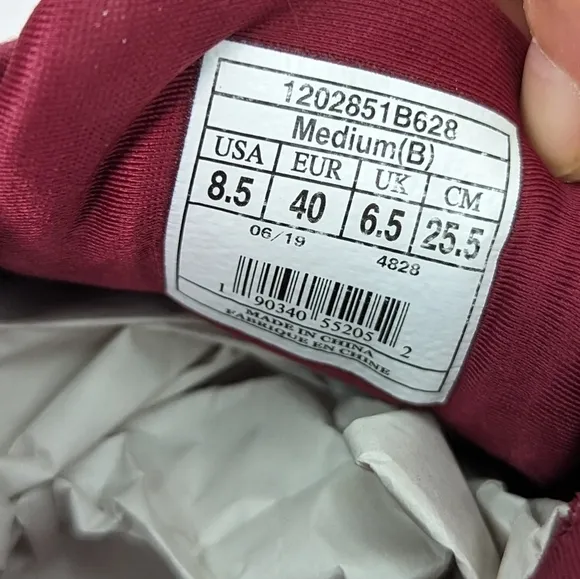 1202851B628
Medium(B)
USA EUR UK CM
8.5 40 6.5 25.5
06/19 4828
1 90340 55205 2
MADE IN CHINA
FABRIQUE EN CHINE